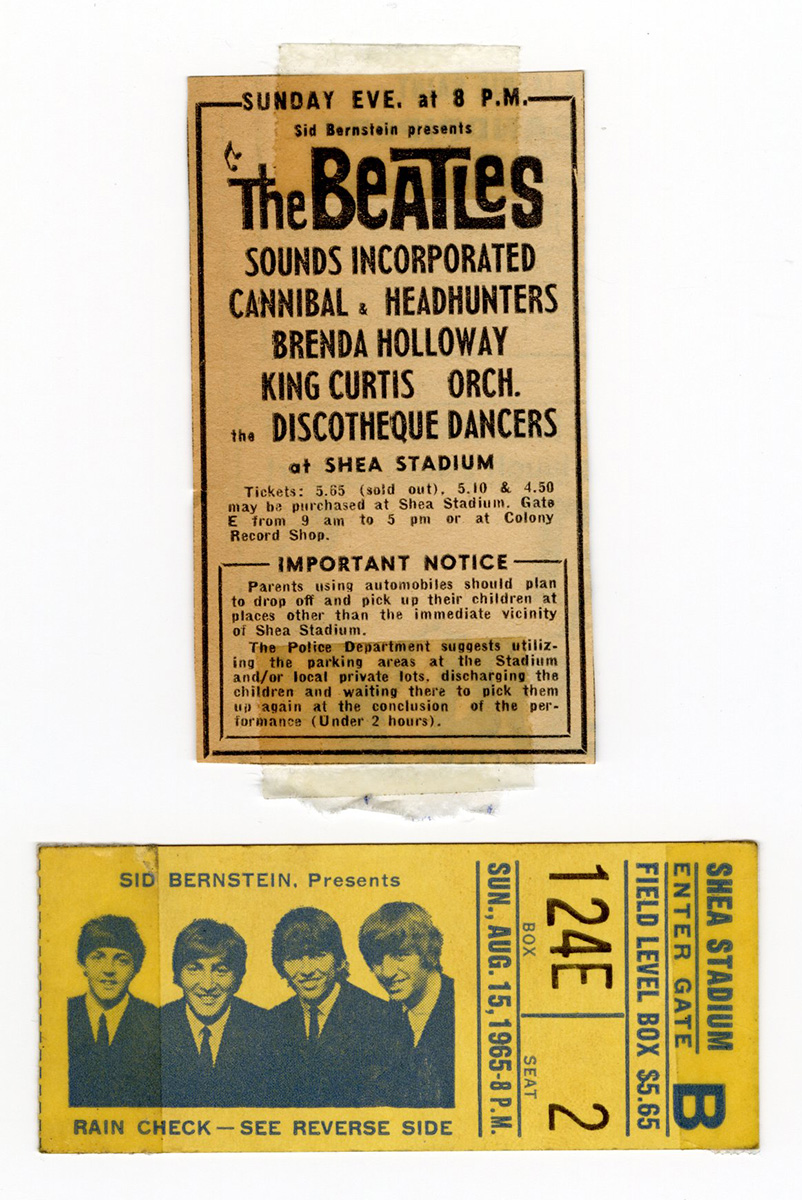 SUNDAY EVE. at 8 P.M.
Sid Bernstein presents
The BEATLES
SOUNDS INCORPORATED
CANNIBAL & HEADHUNTERS
BRENDA HOLLOWAY
KING CURTIS ORCH.
the DISCOTHEQUE DANCERS
at SHEA STADIUM
Tickets: 5.65 (sold out), 5.10 & 4.50
may be purchased at Shea Stadium, Gate
E from 9 am to 5 pm or at Colony
Record Shop.
IMPORTANT NOTICE
Parents using automobiles should plan
to drop off and pick up their children at
places other than the immediate vicinity
of Shea Stadium.
The Police Department suggests utiliz-
ing the parking areas at the Stadium
and/or local private lots, discharging the
children and waiting there to pick them
up again at the conclusion of the per-
formance (Under 2 hours).
SID BERNSTEIN, Presents
RAIN CHECK — SEE REVERSE SIDE
SHEA STADIUM
ENTER GATE B
FIELD LEVEL BOX $5.65
124E 2
BOX SEAT
SUN., AUG. 15, 1965-8 P.M.